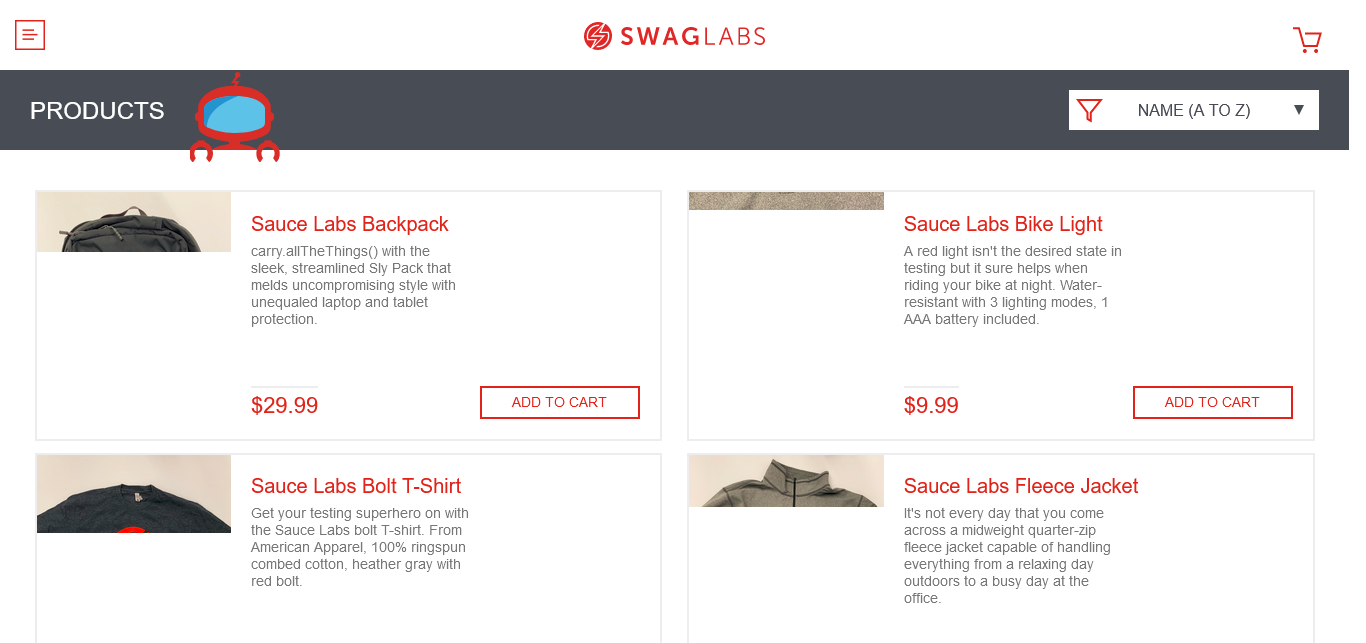 SWAGLABS
PRODUCTS
NAME (A TO Z)
Sauce Labs Backpack
carry.allTheThings() with the
sleek, streamlined Sly Pack that
melds uncompromising style with
unequaled laptop and tablet
protection.
$29.99
ADD TO CART
Sauce Labs Bike Light
A red light isn't the desired state in
testing but it sure helps when
riding your bike at night. Water-
resistant with 3 lighting modes, 1
AAA battery included.
$9.99
ADD TO CART
Sauce Labs Bolt T-Shirt
Get your testing superhero on with
the Sauce Labs bolt T-shirt. From
American Apparel, 100% ringspun
combed cotton, heather gray with
red bolt.
Sauce Labs Fleece Jacket
It's not every day that you come
across a midweight quarter-zip
fleece jacket capable of handling
everything from a relaxing day
outdoors to a busy day at the
office.